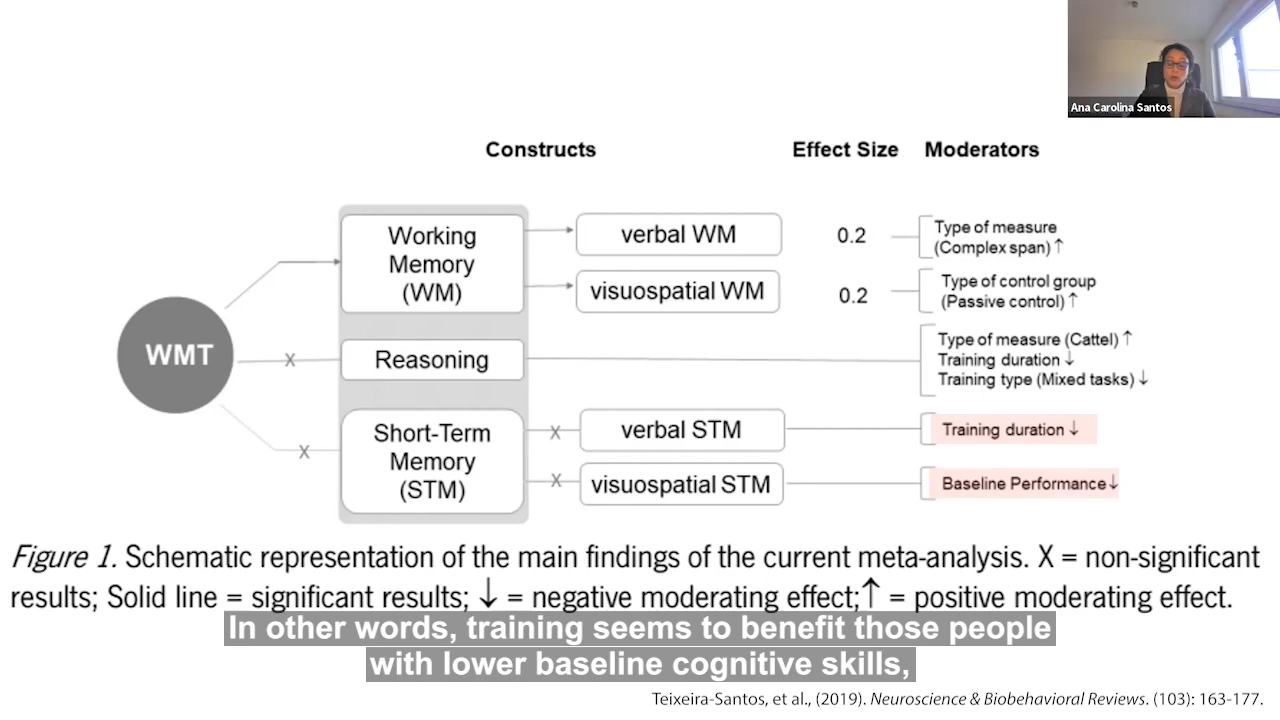 Ana Carolina Santos
Constructs
Effect Size
Moderators
WMT
Working
Memory
(WM)
verbal WM
0.2
Type of measure
(Complex span) ↑
visuospatial WM
0.2
Type of control group
(Passive control) ↑
X
Reasoning
Type of measure (Cattel) ↑
Training duration ↓
Training type (Mixed tasks) ↓
X
Short-Term
Memory
(STM)
X
verbal STM
Training duration ↓
X
visuospatial STM
Baseline Performance ↓
Figure 1. Schematic representation of the main findings of the current meta-analysis. X = non-significant
results; Solid line = significant results; ↓ = negative moderating effect;↑ = positive moderating effect.
In other words, training seems to benefit those people
with lower baseline cognitive skills,
Teixeira-Santos, et al., (2019). Neuroscience & Biobehavioral Reviews. (103): 163-177.